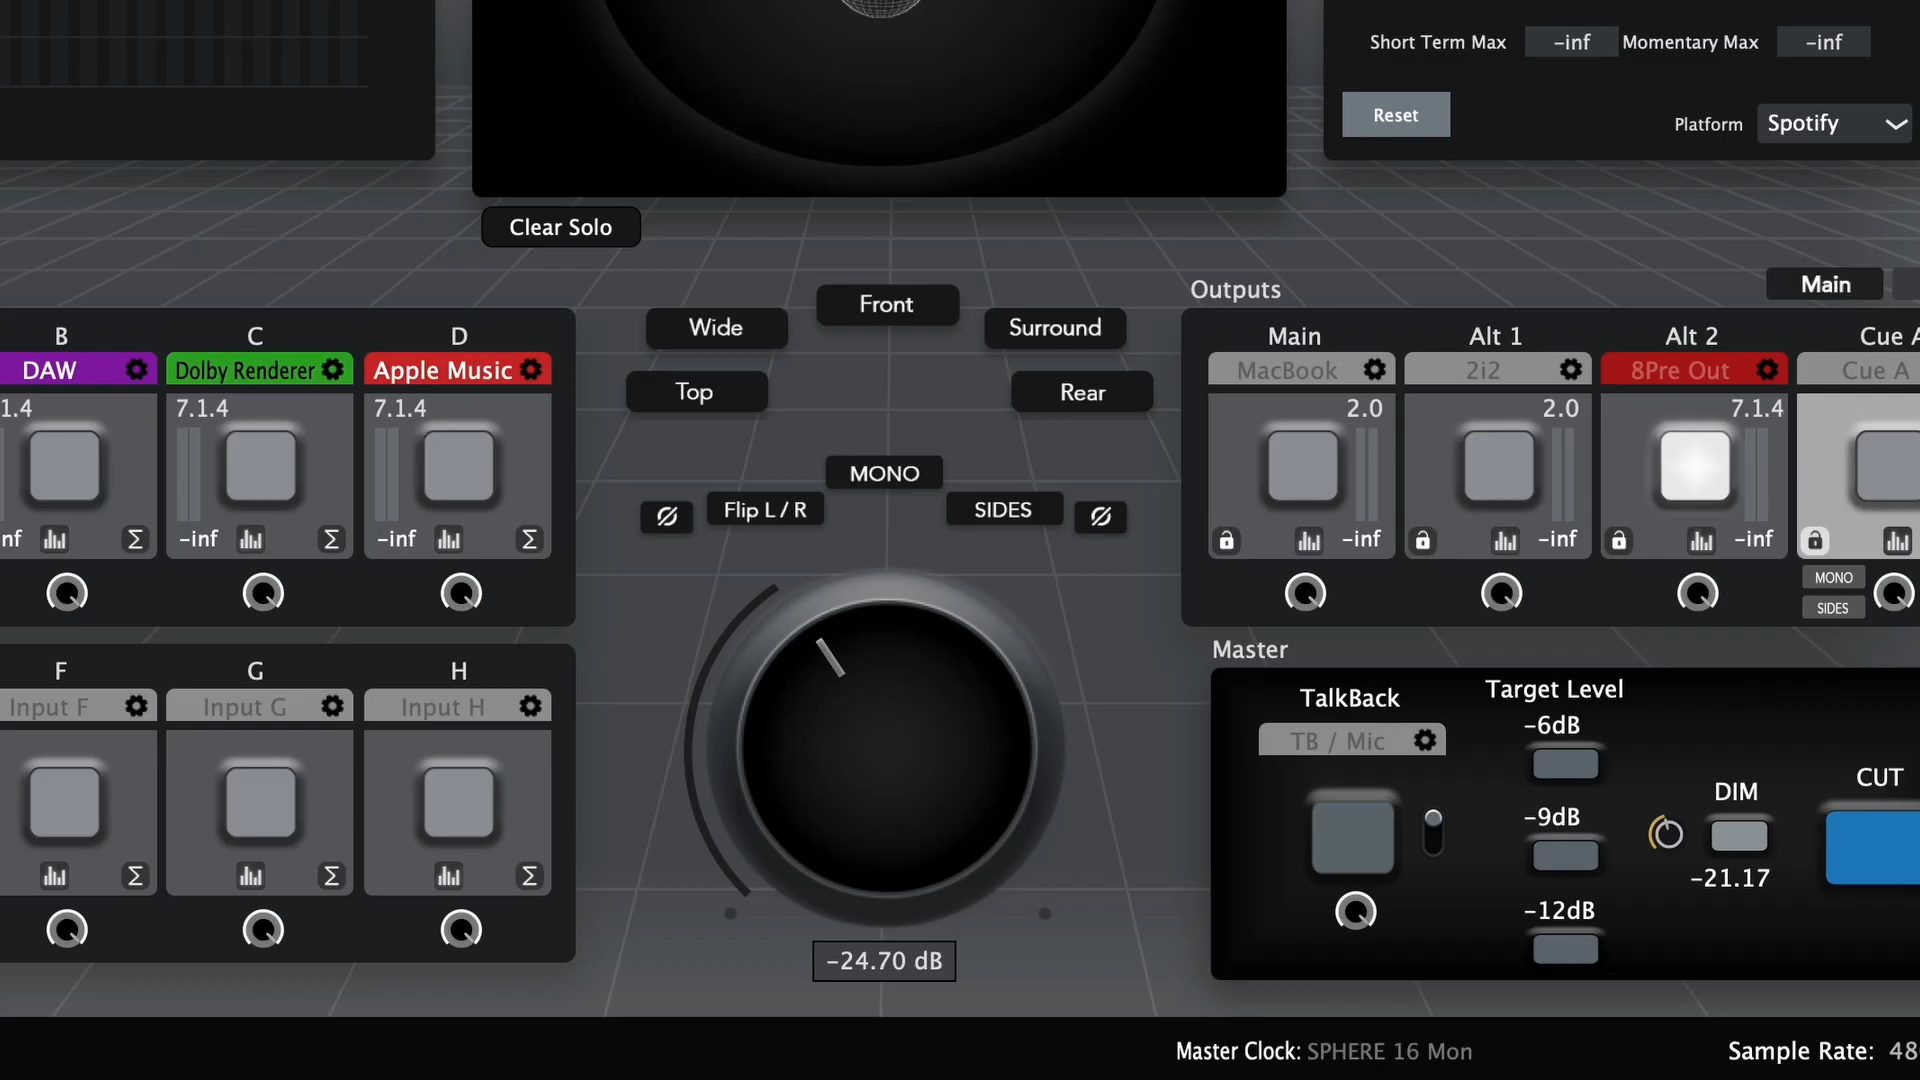 Short Term Max -inf Momentary Max -inf
Reset
Platform Spotify
Clear Solo
Front
Wide Surround
Top Rear
MONO
Flip L / R SIDES
-24.70 dB
B C D
DAW Dolby Renderer Apple Music
1.4 7.1.4 7.1.4
nf Σ -inf Σ -inf Σ
F G H
Input F Input G Input H
Σ Σ Σ
Outputs Main
Main Alt 1 Alt 2 Cue A
MacBook 2i2 8Pre Out Cue A
2.0 2.0 7.1.4
-inf -inf -inf
MONO
SIDES
Master
TalkBack
TB / Mic
Target Level
-6dB
-9dB
-12dB
DIM
-21.17
CUT
Master Clock: SPHERE 16 Mon Sample Rate: 48